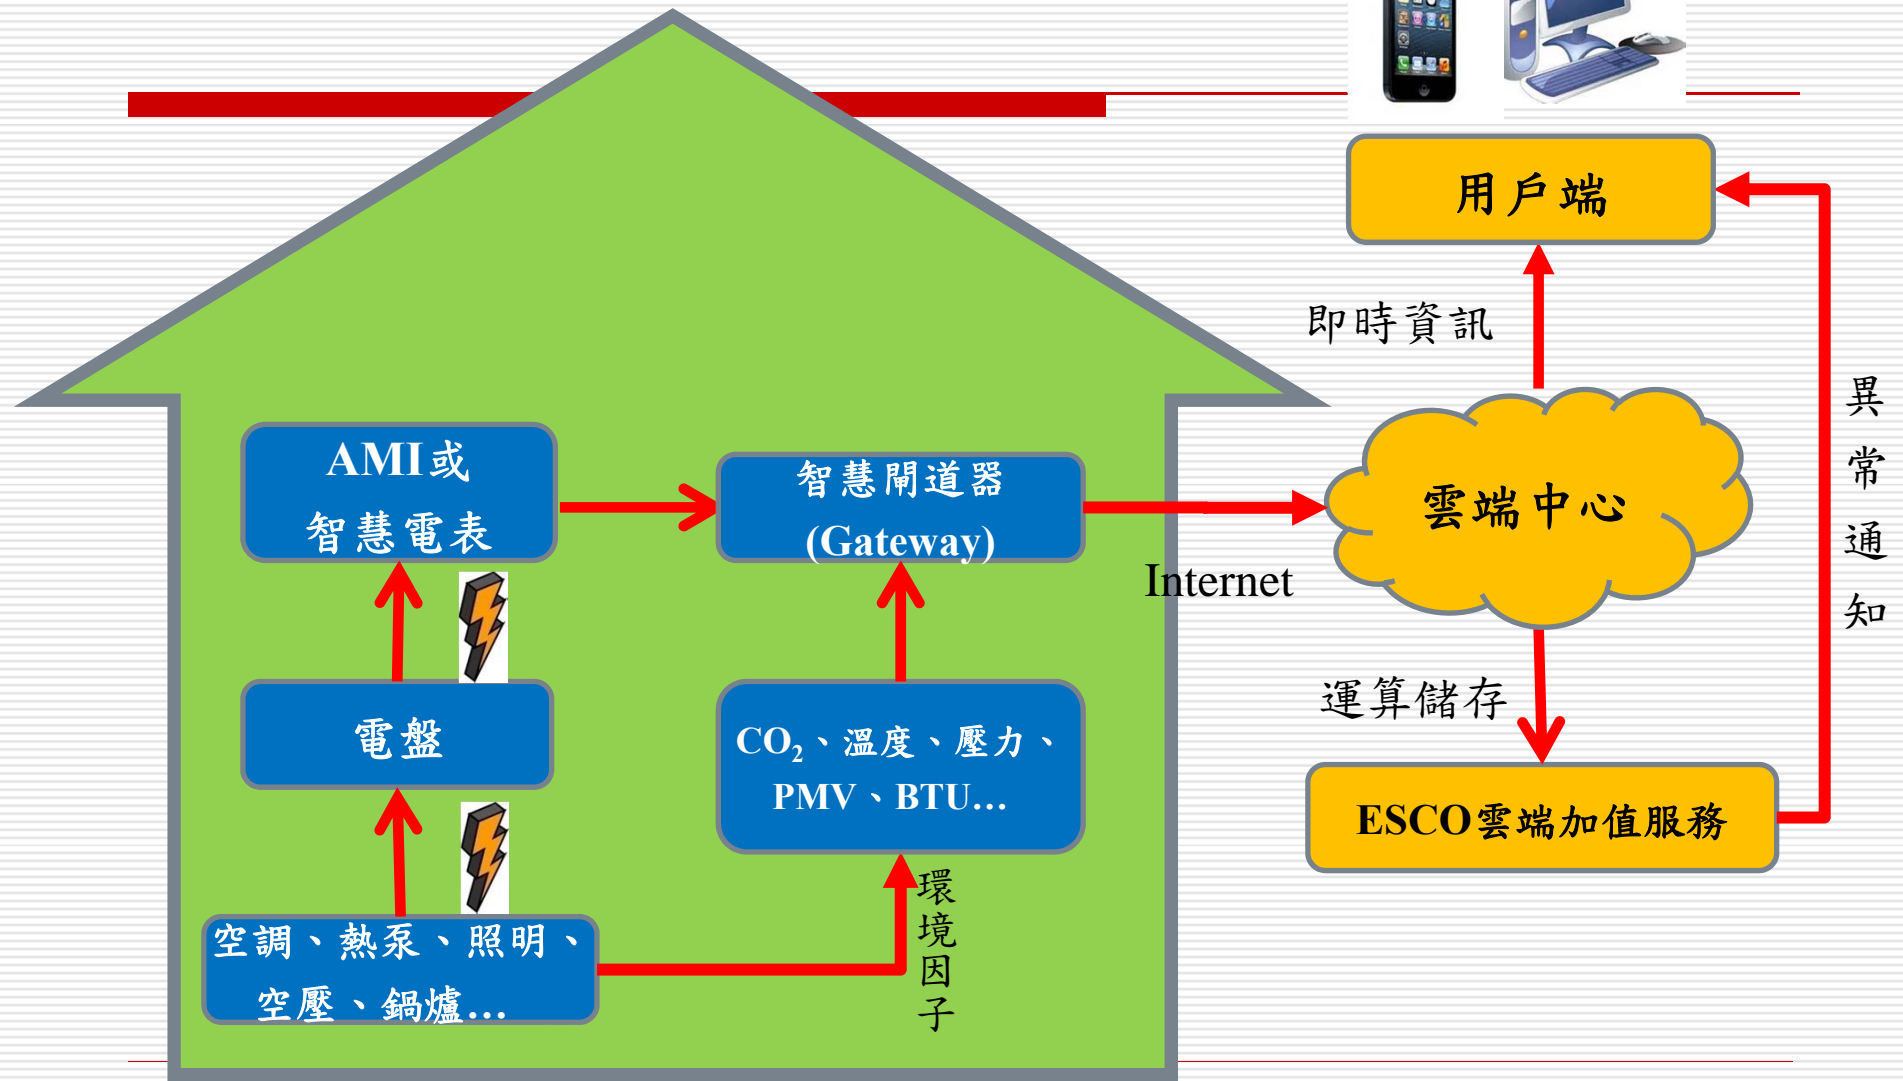 用戶端
即時資訊
異常通知
AMI或
智慧電表
智慧閘道器
(Gateway)
雲端中心
Internet
電盤
CO₂、溫度、壓力、
PMV、BTU…
運算儲存
ESCO雲端加值服務
環境因子
空調、熱泵、照明、
空壓、鍋爐…